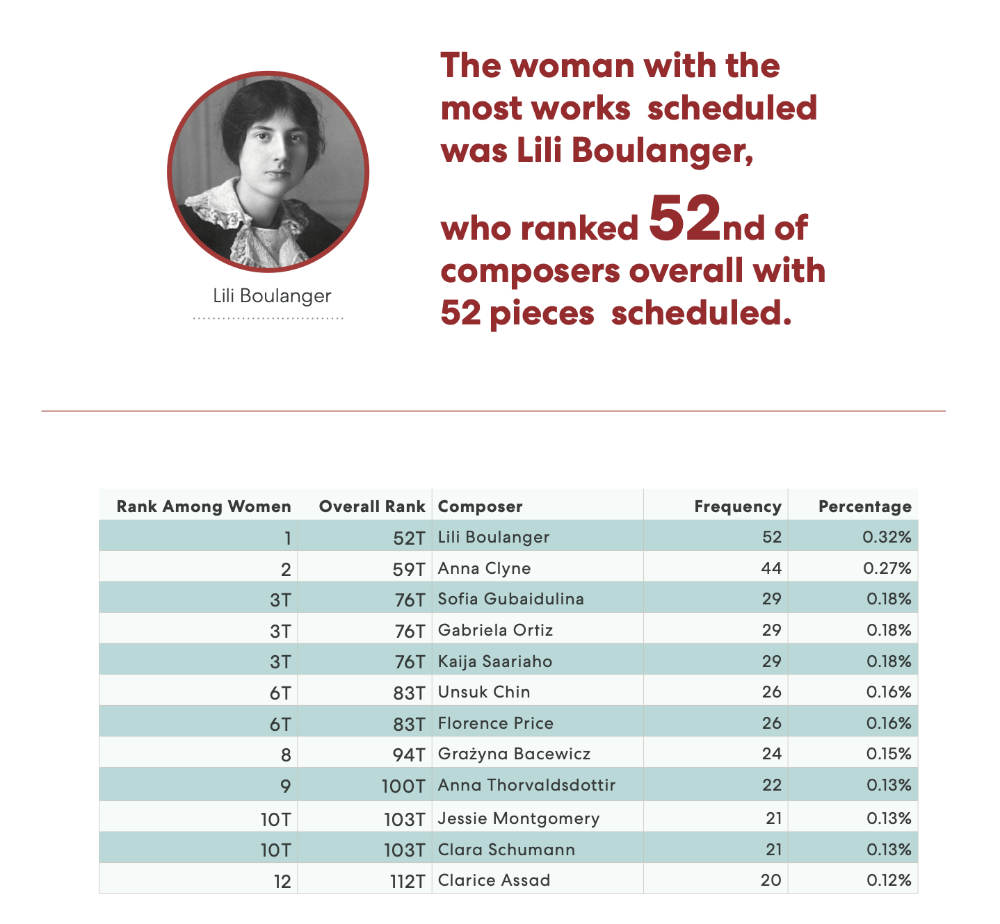 The woman with the
most works scheduled
was Lili Boulanger,
who ranked 52nd of
composers overall with
52 pieces scheduled.
Lili Boulanger
Rank Among Women Overall Rank Composer Frequency Percentage
1 52T Lili Boulanger 52 0.32%
2 59T Anna Clyne 44 0.27%
3T 76T Sofia Gubaidulina 29 0.18%
3T 76T Gabriela Ortiz 29 0.18%
3T 76T Kaija Saariaho 29 0.18%
6T 83T Unsuk Chin 26 0.16%
6T 83T Florence Price 26 0.16%
8 94T Grażyna Bacewicz 24 0.15%
9 100T Anna Thorvaldsdottir 22 0.13%
10T 103T Jessie Montgomery 21 0.13%
10T 103T Clara Schumann 21 0.13%
12 112T Clarice Assad 20 0.12%